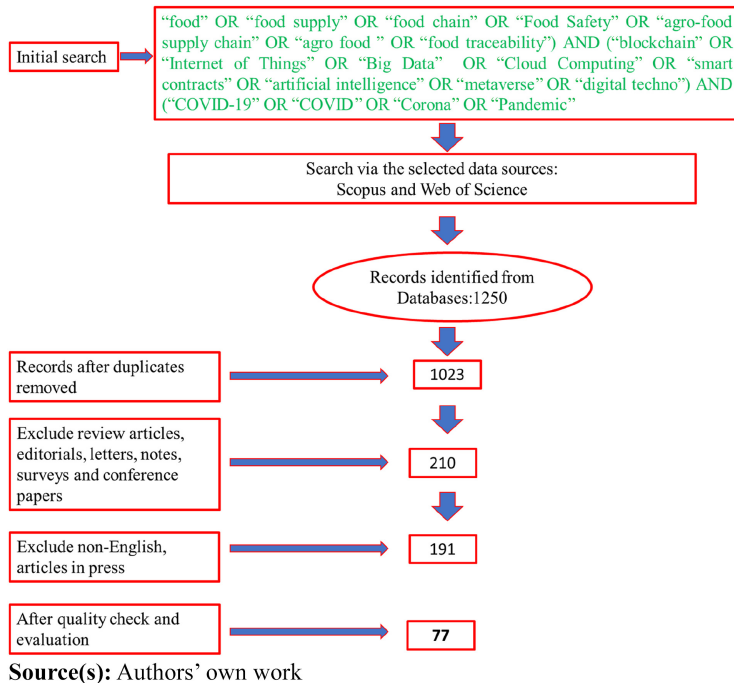 “food” OR “food supply” OR “food chain” OR “Food Safety” OR “agro-food
supply chain” OR “agro food ” OR “food traceability”) AND (“blockchain” OR
“Internet of Things” OR “Big Data” OR “Cloud Computing” OR “smart
contracts” OR “artificial intelligence” OR “metaverse” OR “digital techno”) AND
(“COVID-19” OR “COVID” OR “Corona” OR “Pandemic”
Initial search
Search via the selected data sources:
Scopus and Web of Science
Records identified from
Databases:1250
Records after duplicates
removed
1023
Exclude review articles,
editorials, letters, notes,
surveys and conference
papers
210
Exclude non-English,
articles in press
191
After quality check and
evaluation
77
Source(s): Authors’ own work